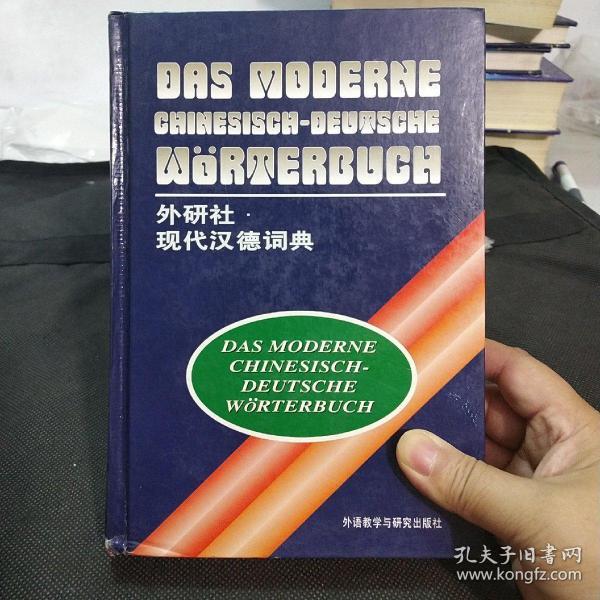 DAS MODERNE
CHINESISCH-DEUTSCHE
WÖRTERBUCH
外研社·
现代汉德词典
DAS MODERNE
CHINESISCH-
DEUTSCHE
WÖRTERBUCH
外语教学与研究出版社
孔夫子旧书网
www.kongfz.com